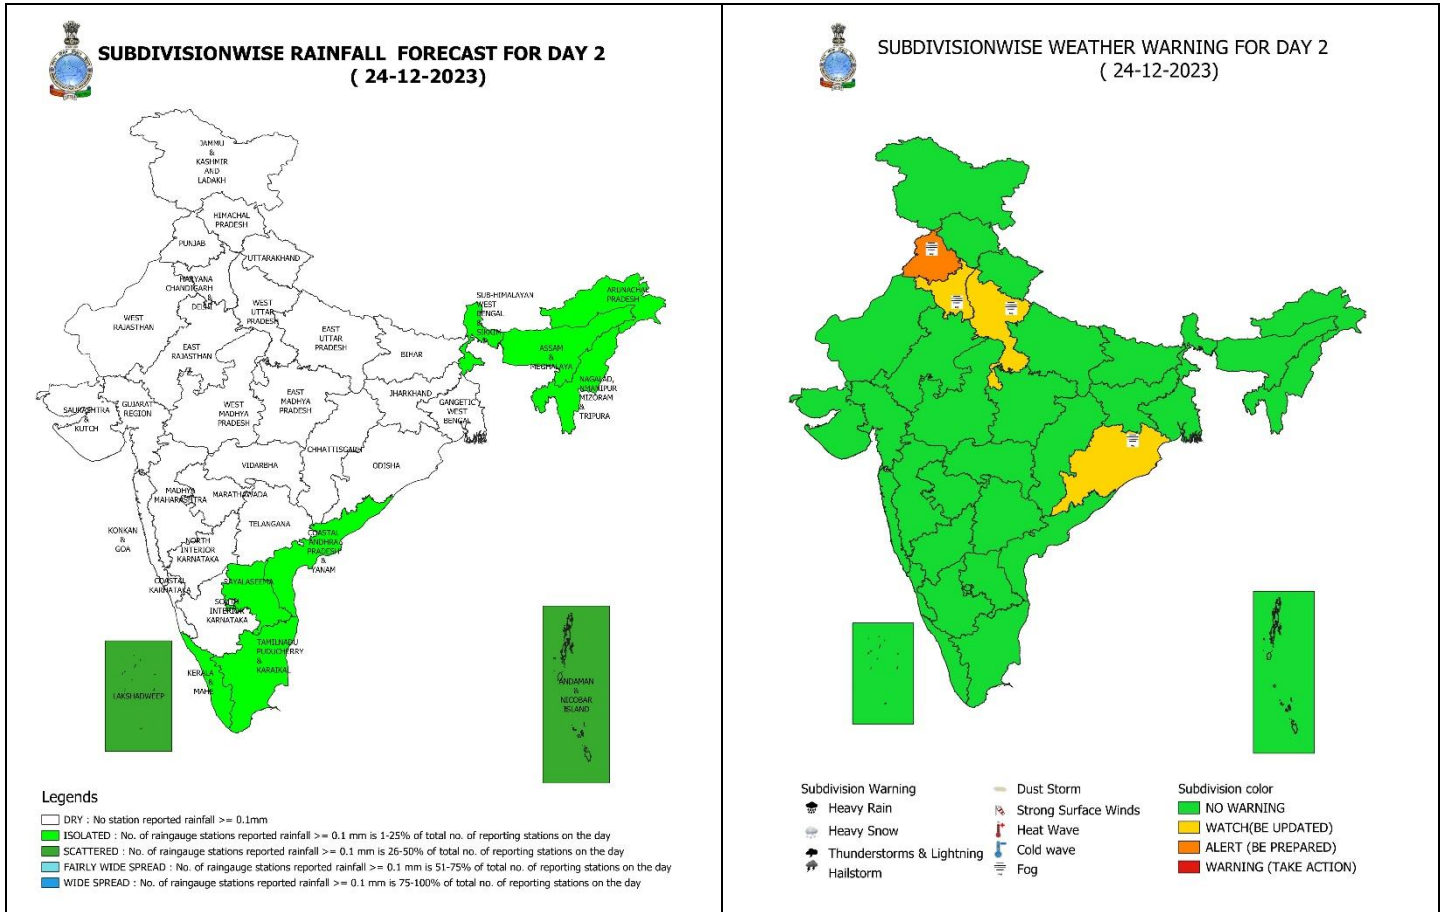 SUBDIVISIONWISE RAINFALL FORECAST FOR DAY 2
( 24-12-2023)
JAMMU
&
KASHMIR
AND
LADAKH
HIMACHAL
PRADESH
PUNJAB
UTTARAKHAND
HARYANA
CHANDIGARH
&
DELHI
WEST
RAJASTHAN
WEST
UTTAR
PRADESH
EAST
UTTAR
PRADESH
EAST
RAJASTHAN
BIHAR
SUB-HIMALAYAN
WEST
BENGAL
&
SIKKIM
ARUNACHAL
PRADESH
ASSAM
&
MEGHALAYA
NAGALAD,
MANIPUR
MIZORAM
&
TRIPURA
SAURASHTRA
&
KUTCH
GUJARAT
REGION
WEST
MADHYA
PRADESH
EAST
MADHYA
PRADESH
JHARKHAND
GANGETIC
WEST
BENGAL
CHHATTISGARH
ODISHA
VIDARBHA
MADHYA
MAHARASHTRA
MARATHAWADA
TELANGANA
KONKAN
&
GOA
NORTH
INTERIOR
KARNATAKA
COASTAL
ANDHRA
PRADESH
&
YANAM
COASTAL
KARNATAKA
RAYALASEEMA
SOUTH
INTERIOR
KARNATAKA
TAMILNADU
PUDUCHERRY
&
KARAIKAL
KERALA
&
MAHE
LAKSHADWEEP
ANDAMAN
&
NICOBAR
ISLAND
Legends
DRY : No station reported rainfall >= 0.1mm
ISOLATED : No. of raingauge stations reported rainfall >= 0.1 mm is 1-25% of total no. of reporting stations on the day
SCATTERED : No. of raingauge stations reported rainfall >= 0.1 mm is 26-50% of total no. of reporting stations on the day
FAIRLY WIDE SPREAD : No. of raingauge stations reported rainfall >= 0.1 mm is 51-75% of total no. of reporting stations on the day
WIDE SPREAD : No. of raingauge stations reported rainfall >= 0.1 mm is 75-100% of total no. of reporting stations on the day
SUBDIVISIONWISE WEATHER WARNING FOR DAY 2
( 24-12-2023)
Subdivision Warning
Heavy Rain
Heavy Snow
Thunderstorms & Lightning
Hailstorm
Dust Storm
Strong Surface Winds
Heat Wave
Cold wave
Fog
Subdivision color
NO WARNING
WATCH(BE UPDATED)
ALERT (BE PREPARED)
WARNING (TAKE ACTION)